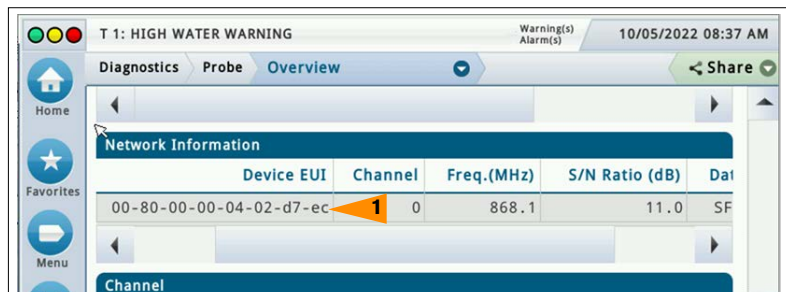 T 1: HIGH WATER WARNING
Warning(s)
Alarm(s)
10/05/2022 08:37 AM
Diagnostics Probe Overview
Share
Home
Network Information
Device EUI Channel Freq.(MHz) S/N Ratio (dB) Dat
00-80-00-00-04-02-d7-ec 1 0 868.1 11.0 SF
Favorites
Menu
Channel